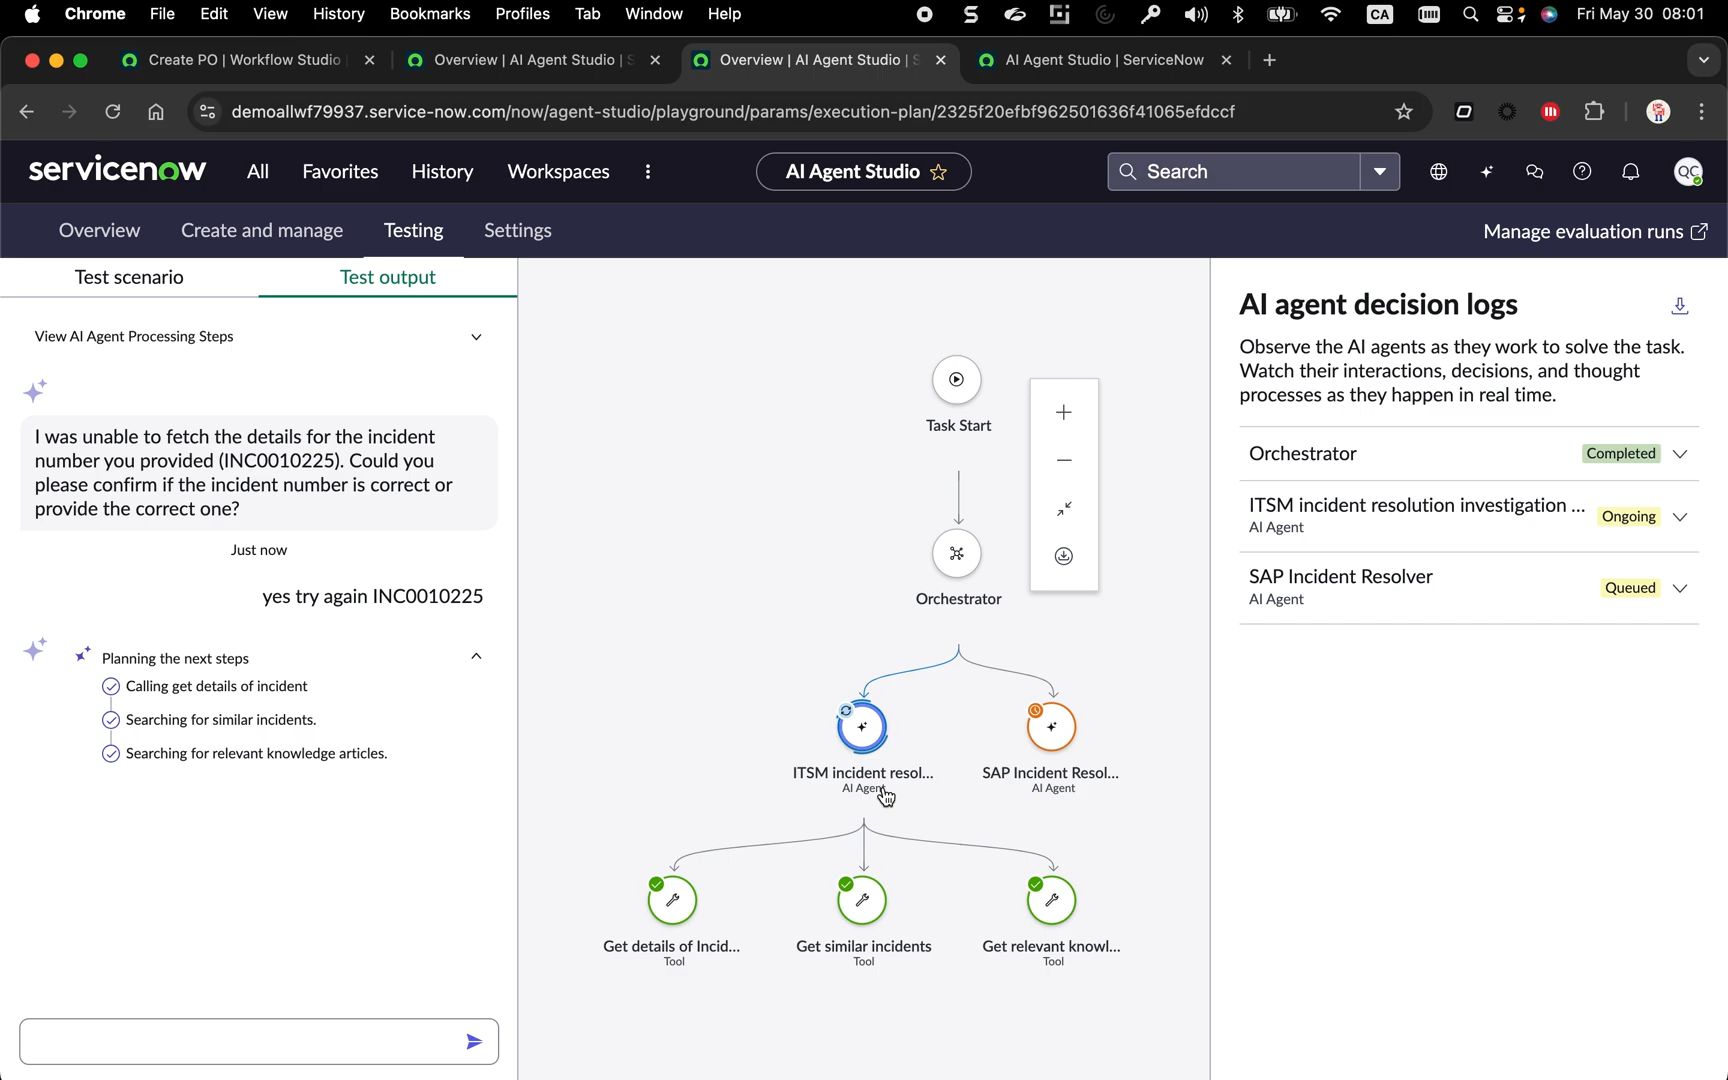 Chrome File Edit View History Bookmarks Profiles Tab Window Help CA Fri May 30 08:01
Create PO | Workflow Studio Overview | AI Agent Studio | S Overview | AI Agent Studio | S AI Agent Studio | ServiceNow
demoallwf79937.service-now.com/now/agent-studio/playground/params/execution-plan/2325f20efbf962501636f41065efdccf
servicenow All Favorites History Workspaces AI Agent Studio Search QC
Overview Create and manage Testing Settings Manage evaluation runs
Test scenario Test output
View AI Agent Processing Steps
I was unable to fetch the details for the incident
number you provided (INC0010225). Could you
please confirm if the incident number is correct or
provide the correct one?
Just now
yes try again INC0010225
Planning the next steps
Calling get details of incident
Searching for similar incidents.
Searching for relevant knowledge articles.
Task Start
Orchestrator
ITSM incident resol... SAP Incident Resol...
AI Agent AI Agent
Get details of Incid... Get similar incidents Get relevant knowl...
Tool Tool Tool
AI agent decision logs
Observe the AI agents as they work to solve the task.
Watch their interactions, decisions, and thought
processes as they happen in real time.
Orchestrator Completed
ITSM incident resolution investigation ... Ongoing
AI Agent
SAP Incident Resolver Queued
AI Agent